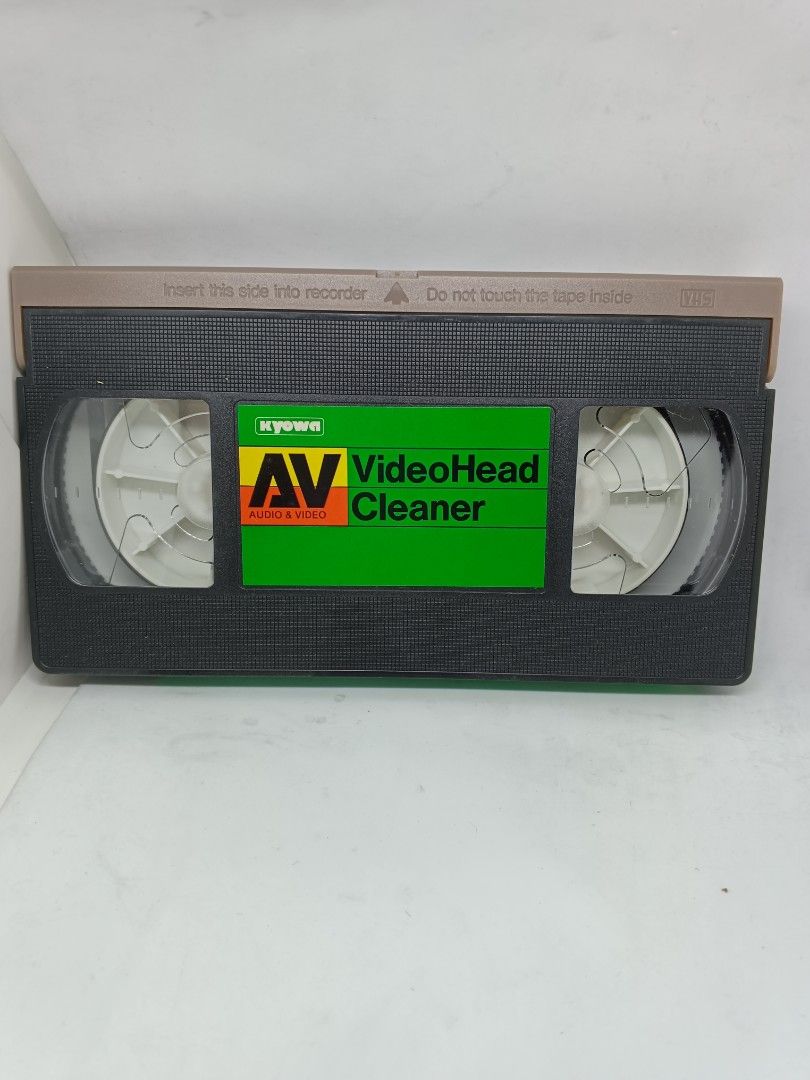 Insert this side into recorder Do not touch the tape inside VHS
KYOWA
AV VideoHead
Cleaner
AUDIO & VIDEO